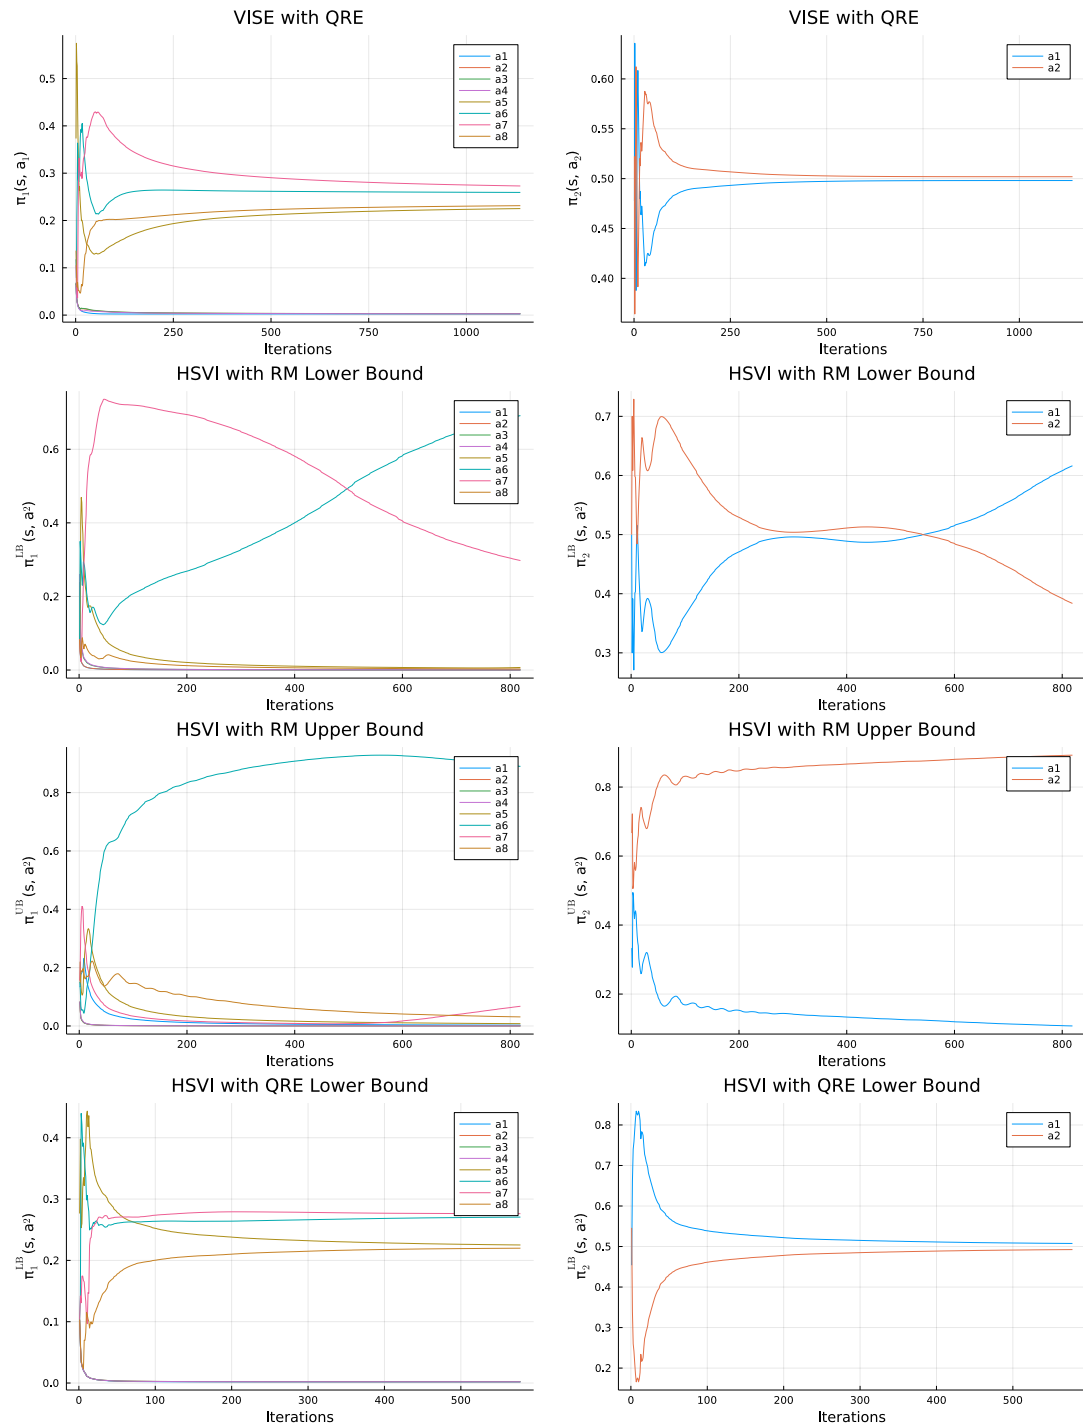 VISE with QRE
π₁(s, a₁)
0.5
0.4
0.3
0.2
0.1
0.0
a1
a2
a3
a4
a5
a6
a7
a8
0 250 500 750 1000
Iterations
VISE with QRE
π₂(s, a₂)
0.60
0.55
0.50
0.45
0.40
a1
a2
0 250 500 750 1000
Iterations
HSVI with RM Lower Bound
π₁ᴸᴮ(s, a²)
0.6
0.4
0.2
0.0
a1
a2
a3
a4
a5
a6
a7
a8
0 200 400 600 800
Iterations
HSVI with RM Lower Bound
π₂ᴸᴮ(s, a²)
0.7
0.6
0.5
0.4
0.3
a1
a2
0 200 400 600 800
Iterations
HSVI with RM Upper Bound
π₁ᵁᴮ(s, a²)
0.8
0.6
0.4
0.2
0.0
a1
a2
a3
a4
a5
a6
a7
a8
0 200 400 600 800
Iterations
HSVI with RM Upper Bound
π₂ᵁᴮ(s, a²)
0.8
0.6
0.4
0.2
a1
a2
0 200 400 600 800
Iterations
HSVI with QRE Lower Bound
π₁ᴸᴮ(s, a²)
0.4
0.3
0.2
0.1
0.0
a1
a2
a3
a4
a5
a6
a7
a8
0 100 200 300 400 500
Iterations
HSVI with QRE Lower Bound
π₂ᴸᴮ(s, a²)
0.8
0.7
0.6
0.5
0.4
0.3
0.2
a1
a2
0 100 200 300 400 500
Iterations